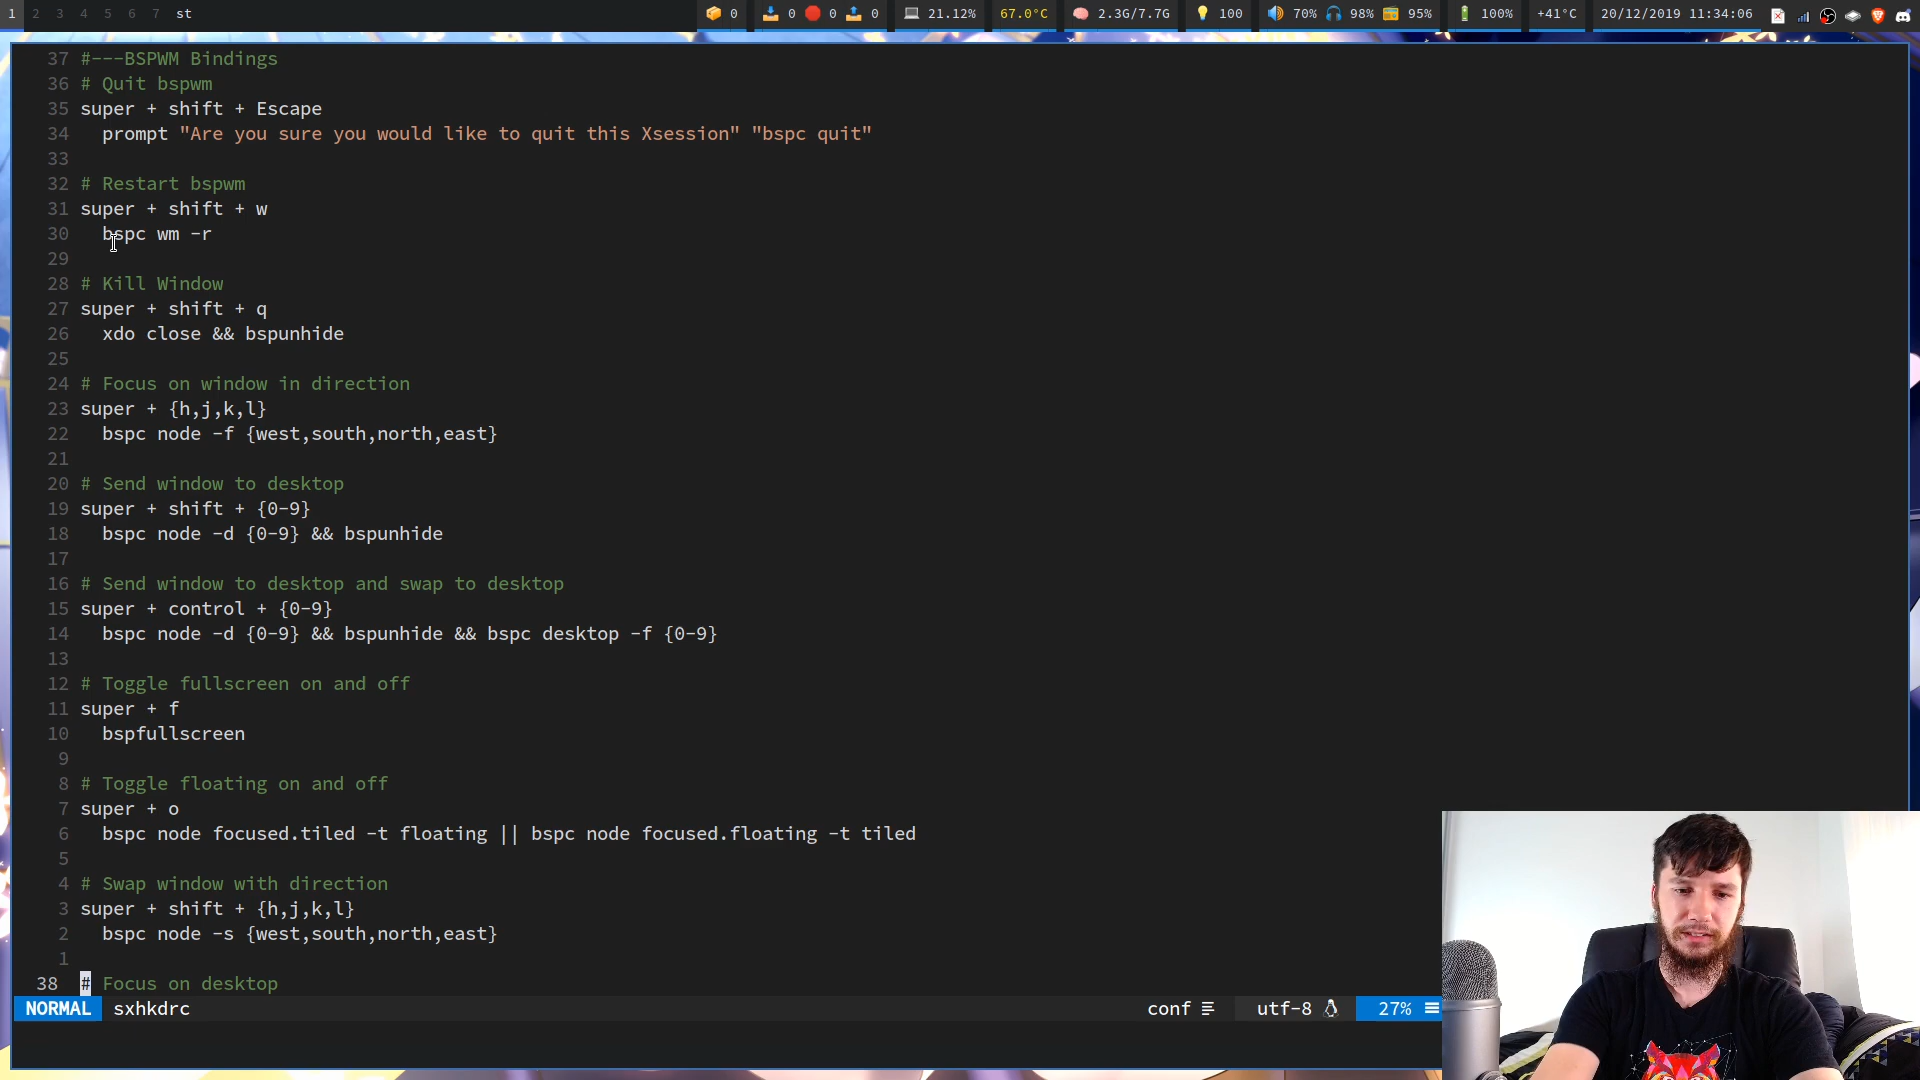 1 2 3 4 5 6 7 st 0 0 0 0 21.12% 67.0°C 2.3G/7.7G 100 70% 98% 95% 100% +41°C 20/12/2019 11:34:06
37 #---BSPWM Bindings
36 # Quit bspwm
35 super + shift + Escape
34 prompt "Are you sure you would like to quit this Xsession" "bspc quit"
33
32 # Restart bspwm
31 super + shift + w
30 bspc wm -r
29
28 # Kill Window
27 super + shift + q
26 xdo close && bspunhide
25
24 # Focus on window in direction
23 super + {h,j,k,l}
22 bspc node -f {west,south,north,east}
21
20 # Send window to desktop
19 super + shift + {0-9}
18 bspc node -d {0-9} && bspunhide
17
16 # Send window to desktop and swap to desktop
15 super + control + {0-9}
14 bspc node -d {0-9} && bspunhide && bspc desktop -f {0-9}
13
12 # Toggle fullscreen on and off
11 super + f
10 bspfullscreen
9
8 # Toggle floating on and off
7 super + o
6 bspc node focused.tiled -t floating || bspc node focused.floating -t tiled
5
4 # Swap window with direction
3 super + shift + {h,j,k,l}
2 bspc node -s {west,south,north,east}
1
38 # Focus on desktop
NORMAL sxhkdrc conf utf-8 27%